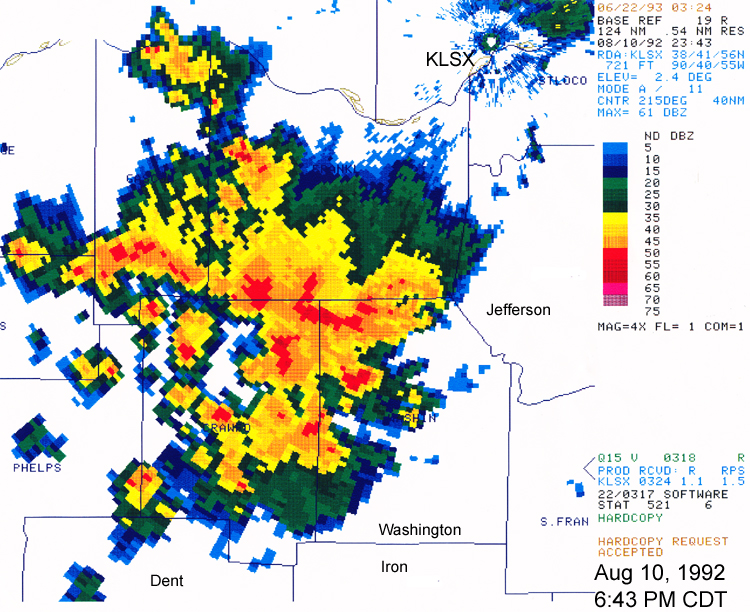 06/22/93 03:24
BASE REF 19 R
124 NM .54 NM RES
08/10/92 23:43
RDA:KLSX 38/41/56N
721 FT 90/40/55W
ELEV= 2.4 DEG
MODE A / 11
CNTR 215DEG 40NM
MAX= 61 DBZ
ND DBZ
5
10
15
20
25
30
35
40
45
50
55
60
65
70
75
MAG=4X FL= 1 COM=1
KLSX
STLOCO
Jefferson
PHELPS
Washington
S.FRAN
Iron
Dent
Q15 V 0318 R
PROD RCVD: R RPS
KLSX 0324 1.1 1.5
22/0317 SOFTWARE
STAT 521 6
HARDCOPY
HARDCOPY REQUEST
ACCEPTED
Aug 10, 1992
6:43 PM CDT